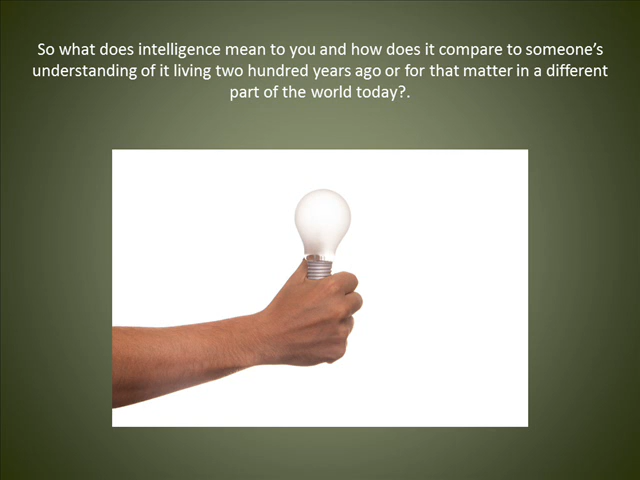 So what does intelligence mean to you and how does it compare to someone’s
understanding of it living two hundred years ago or for that matter in a different
part of the world today?.